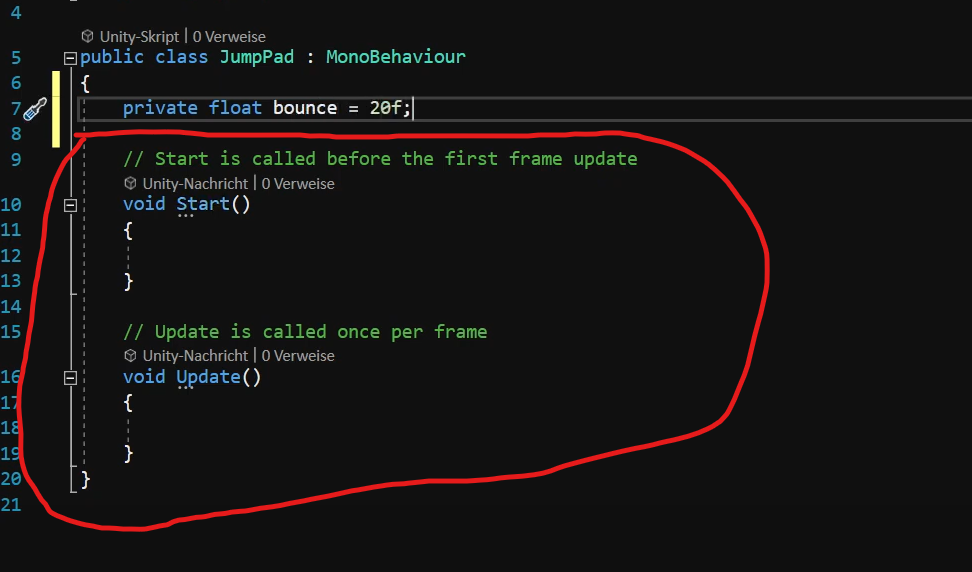 4
Unity-Skript | 0 Verweise
5 public class JumpPad : MonoBehaviour
6 {
7 private float bounce = 20f;
8
9 // Start is called before the first frame update
Unity-Nachricht | 0 Verweise
10 void Start()
11 {
12
13 }
14
15 // Update is called once per frame
Unity-Nachricht | 0 Verweise
16 void Update()
17 {
18
19 }
20 }
21